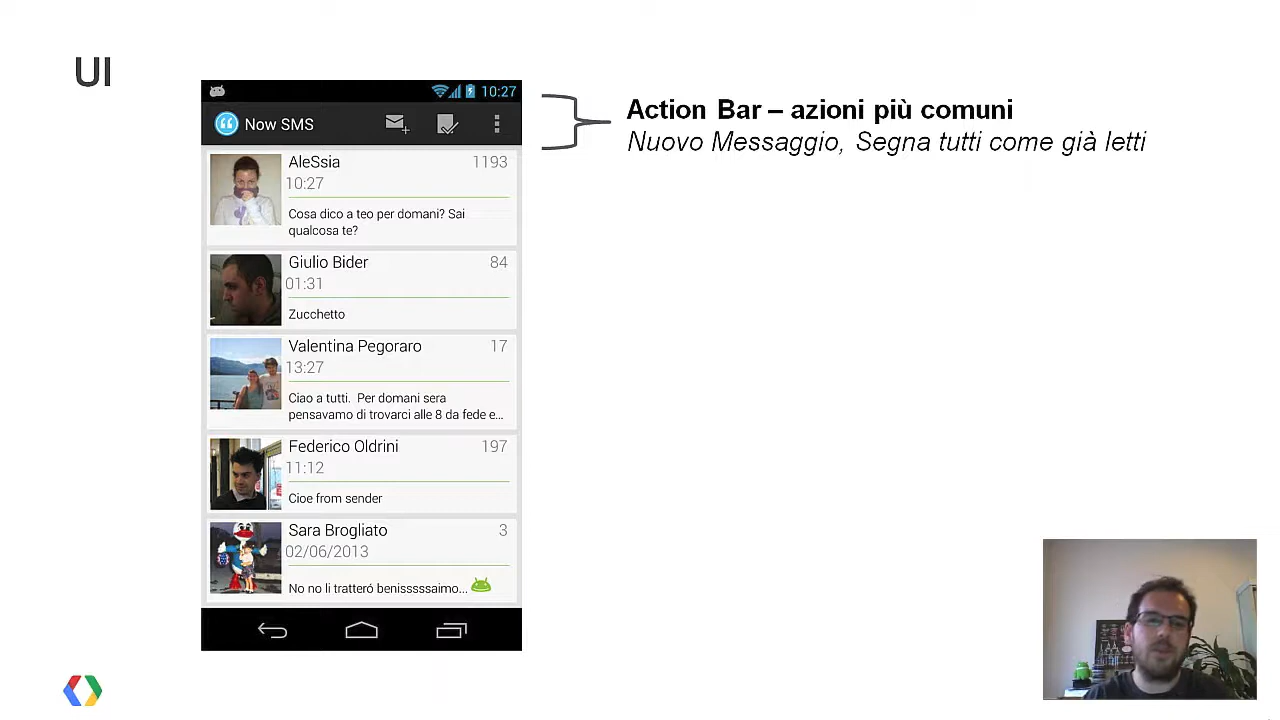 UI
10:27
Now SMS
Action Bar – azioni più comuni
Nuovo Messaggio, Segna tutti come già letti
AleSsia 1193
10:27
Cosa dico a teo per domani? Sai
qualcosa te?
Giulio Bider 84
01:31
Zucchetto
Valentina Pegoraro 17
13:27
Ciao a tutti. Per domani sera
pensavamo di trovarci alle 8 da fede e...
Federico Oldrini 197
11:12
Cioe from sender
Sara Brogliato 3
02/06/2013
No no li tratteró benisssssaimo...